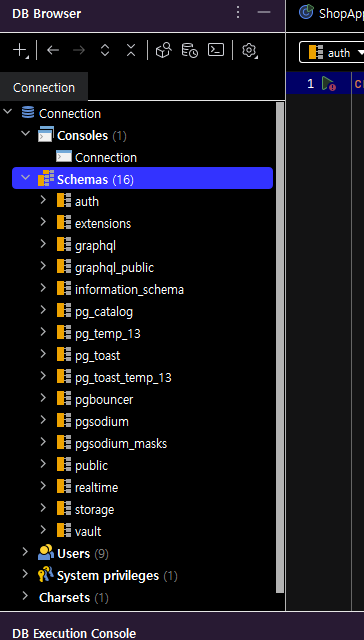 DB Browser
ShopApp
auth
Connection
1
Connection
Consoles (1)
Connection
Schemas (16)
auth
extensions
graphql
graphql_public
information_schema
pg_catalog
pg_temp_13
pg_toast
pg_toast_temp_13
pgbouncer
pgsodium
pgsodium_masks
public
realtime
storage
vault
Users (9)
System privileges (1)
Charsets (1)
DB Execution Console